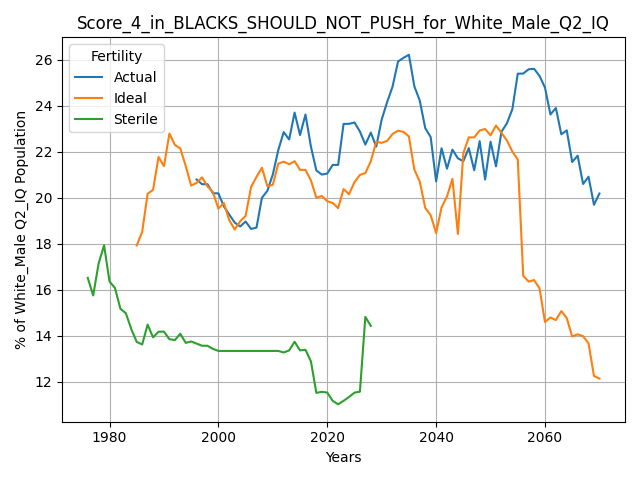 Score_4_in_BLACKS_SHOULD_NOT_PUSH_for_White_Male_Q2_IQ
Fertility
Actual
Ideal
Sterile
% of White_Male Q2_IQ Population
26
24
22
20
18
16
14
12
1980
2000
2020
2040
2060
Years